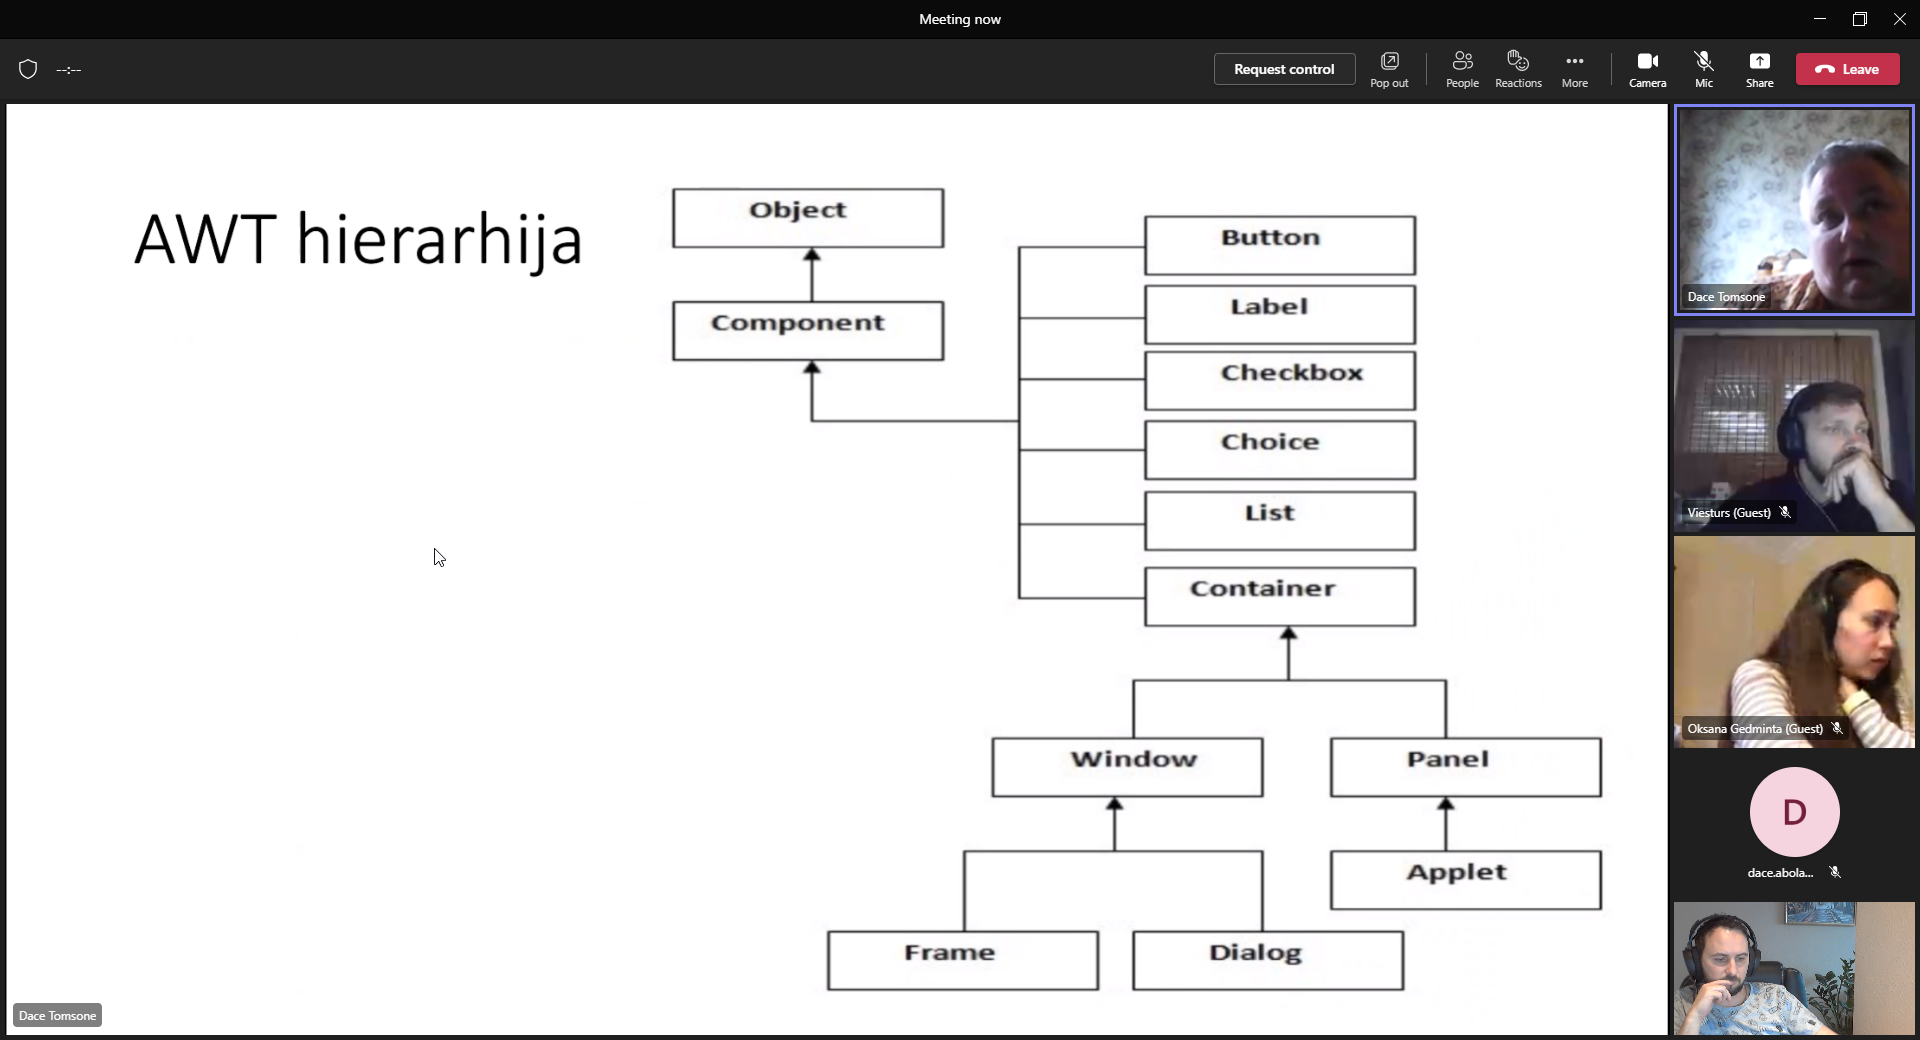 Meeting now
--:--
Request control
Pop out
People
Reactions
More
Camera
Mic
Share
Leave
AWT hierarhija
Object
Component
Button
Label
Checkbox
Choice
List
Container
Window
Panel
Applet
Frame
Dialog
Dace Tomsone
Dace Tomsone
Viesturs (Guest)
Oksana Gedminta (Guest)
D
dace.abola...